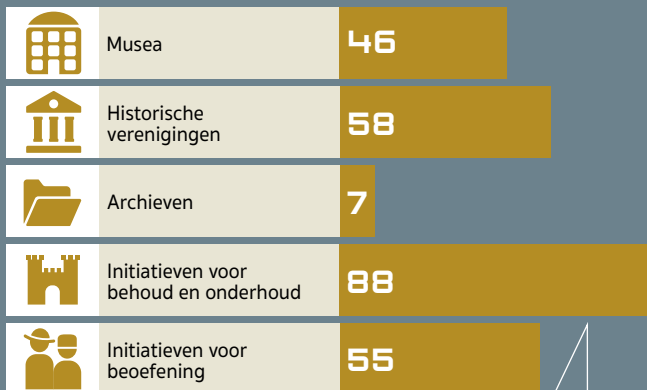 Musea
46
Historische
verenigingen
58
Archieven
7
Initiatieven voor
behoud en onderhoud
88
Initiatieven voor
beoefening
55